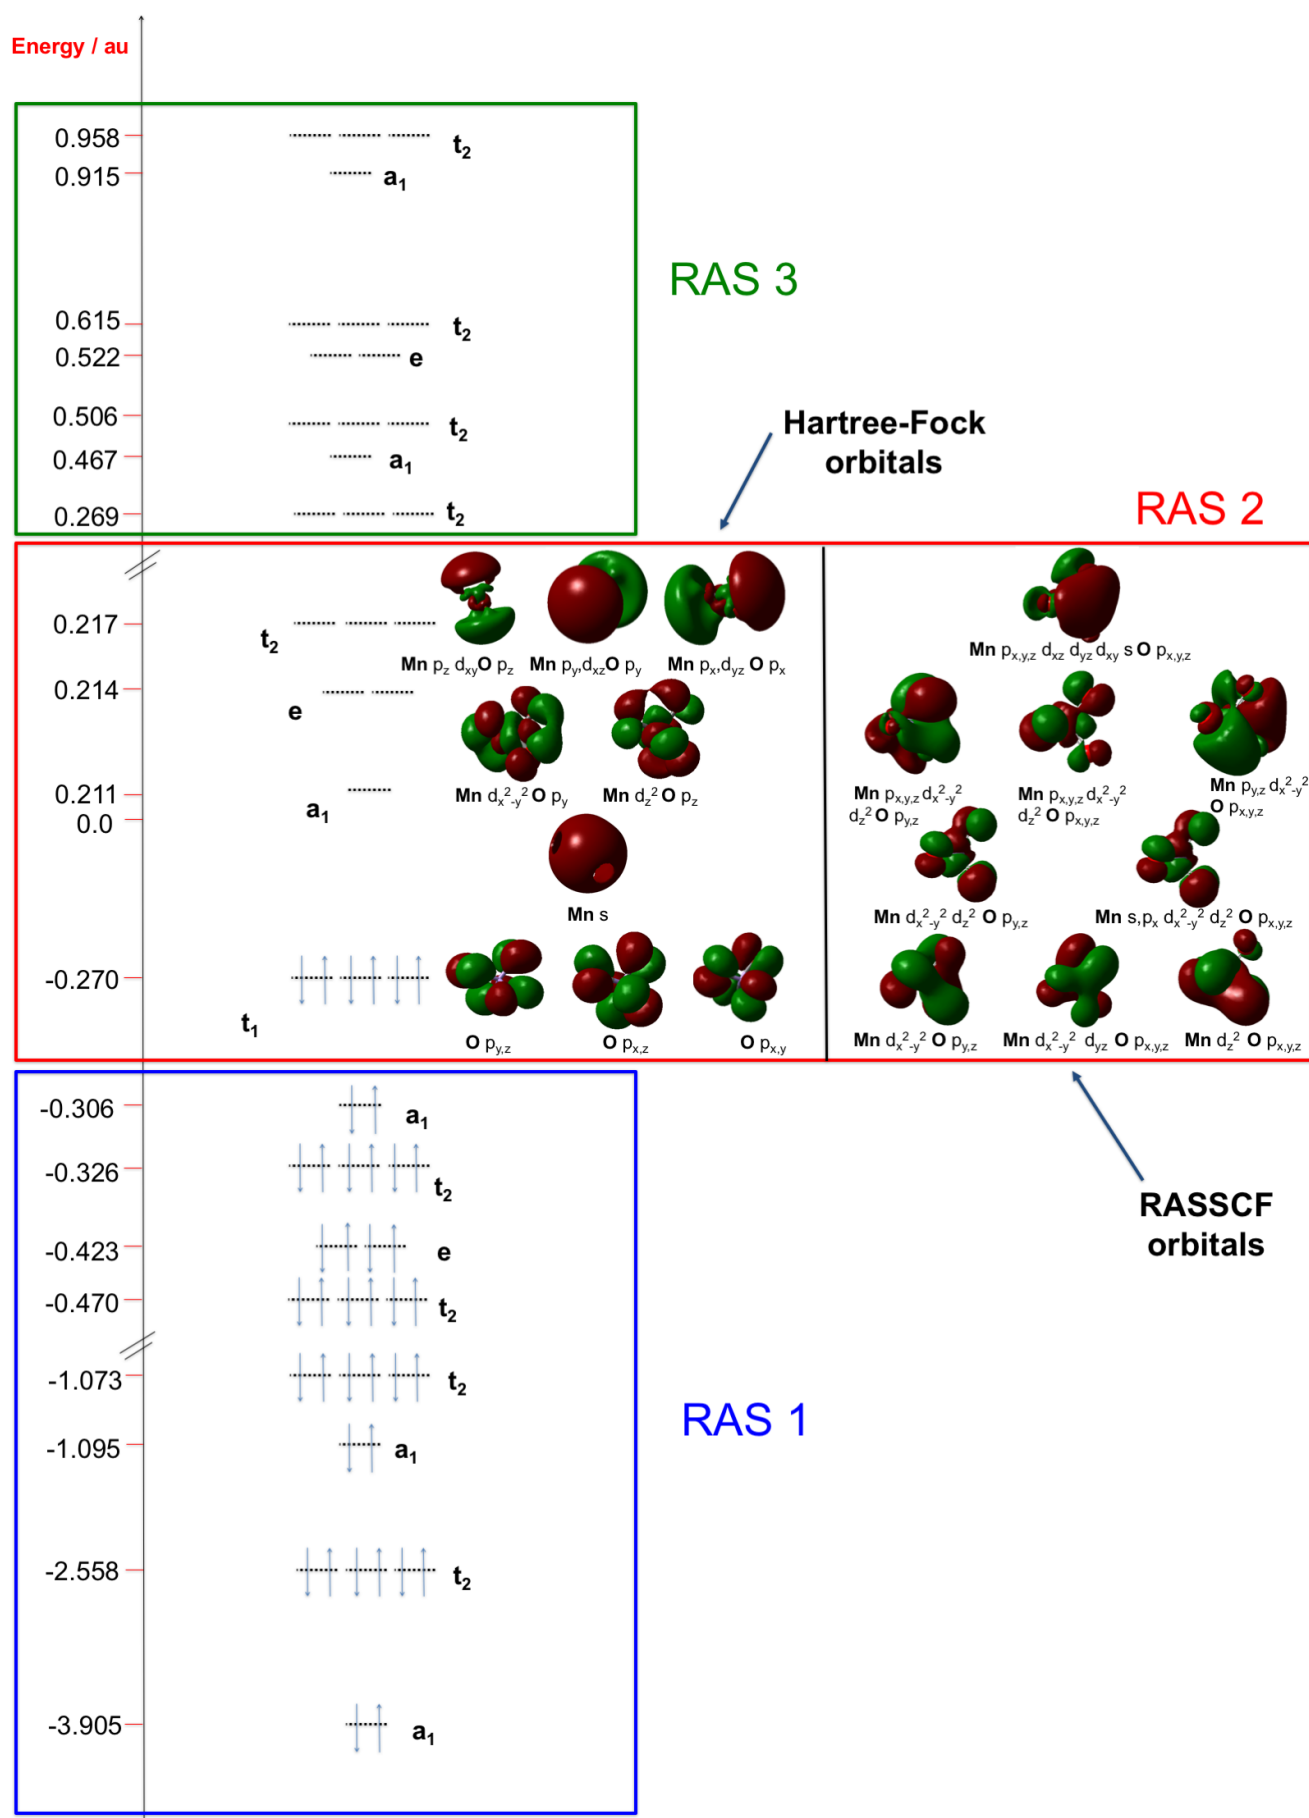 Energy / au
0.958
t2
0.915
a1
RAS 3
0.615
t2
0.522
e
0.506
t2
0.467
a1
0.269
t2
Hartree-Fock
orbitals
RAS 2
0.217
t2
Mn pz dxyO pz
Mn py,dxzO py
Mn px,dyz O px
Mn px,y,z dxz dyz dxy s O px,y,z
0.214
e
Mn dx²-y² O py
Mn dz² O pz
Mn px,y,z dx²-y²
dz² O py,z
Mn px,y,z dx²-y²
dz² O px,y,z
Mn py,z dx²-y²
O px,y,z
0.211
a1
0.0
Mn s
Mn dx²-y² dz² O py,z
Mn s,px dx²-y² dz² O px,y,z
-0.270
t1
O py,z
O px,z
O px,y
Mn dx²-y² O py,z
Mn dx²-y² dyz O px,y,z
Mn dz² O px,y,z
-0.306
a1
-0.326
t2
RASSCF
orbitals
-0.423
e
-0.470
t2
-1.073
t2
RAS 1
-1.095
a1
-2.558
t2
-3.905
a1